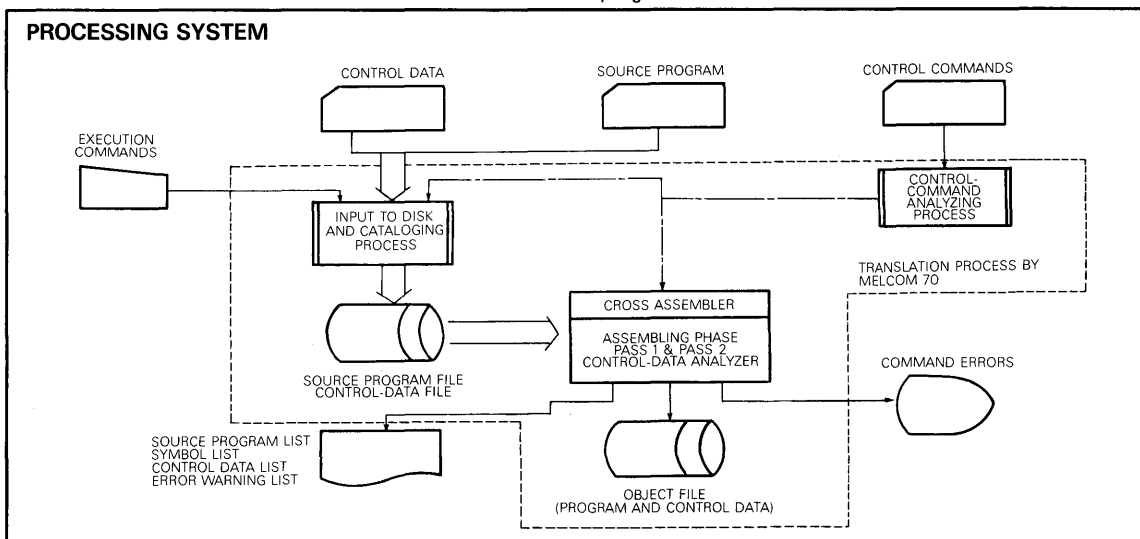 PROCESSING SYSTEM
CONTROL DATA
SOURCE PROGRAM
CONTROL COMMANDS
EXECUTION
COMMANDS
INPUT TO DISK
AND CATALOGING
PROCESS
CONTROL-
COMMAND
ANALYZING
PROCESS
TRANSLATION PROCESS BY
MELCOM 70
CROSS ASSEMBLER
ASSEMBLING PHASE
PASS 1 & PASS 2
CONTROL-DATA ANALYZER
SOURCE PROGRAM FILE
CONTROL-DATA FILE
COMMAND ERRORS
SOURCE PROGRAM LIST
SYMBOL LIST
CONTROL DATA LIST
ERROR WARNING LIST
OBJECT FILE
(PROGRAM AND CONTROL DATA)